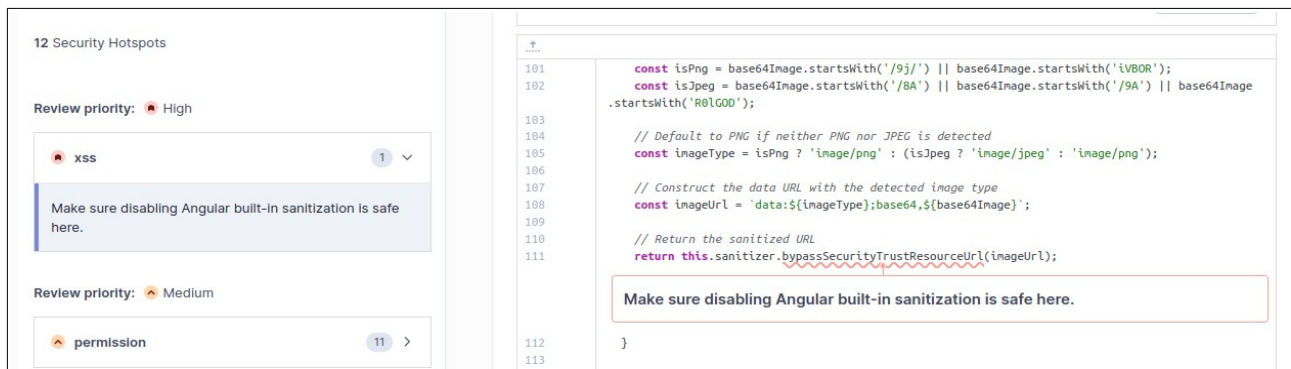 12 Security Hotspots
Review priority: High
xss 1
Make sure disabling Angular built-in sanitization is safe
here.
Review priority: Medium
permission 11
101 const isPng = base64Image.startsWith('/9j/') || base64Image.startsWith('iVBOR');
102 const isJpeg = base64Image.startsWith('/8A') || base64Image.startsWith('/9A') || base64Image
.startsWith('R0lGOD');
103
104 // Default to PNG if neither PNG nor JPEG is detected
105 const imageType = isPng ? 'image/png' : (isJpeg ? 'image/jpeg' : 'image/png');
106
107 // Construct the data URL with the detected image type
108 const imageUrl = `data:${imageType};base64,${base64Image}`;
109
110 // Return the sanitized URL
111 return this.sanitizer.bypassSecurityTrustResourceUrl(imageUrl);
Make sure disabling Angular built-in sanitization is safe here.
112 }
113